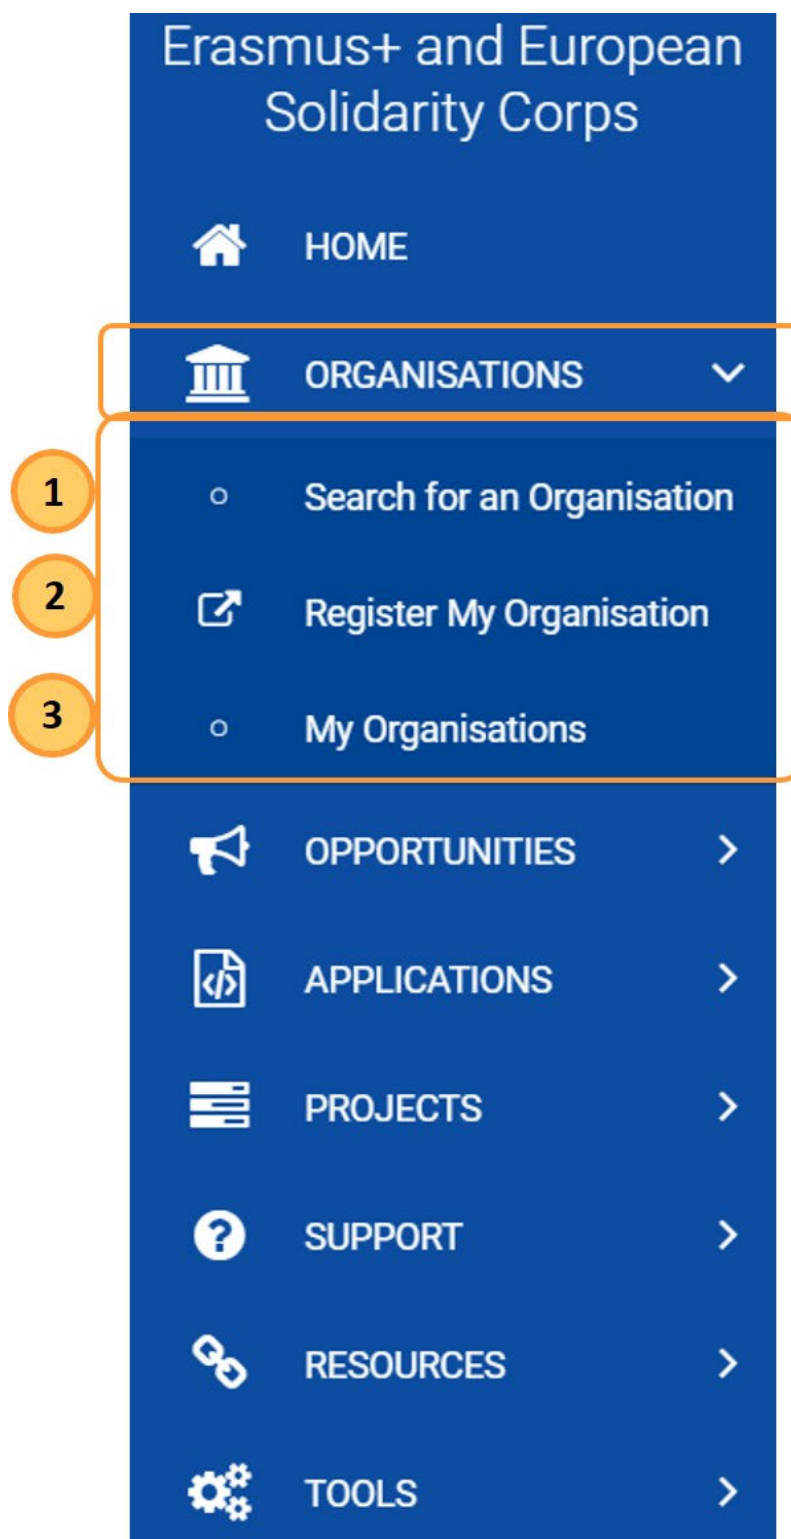 Erasmus+ and European
Solidarity Corps
HOME
ORGANISATIONS
1 Search for an Organisation
2 Register My Organisation
3 My Organisations
OPPORTUNITIES
APPLICATIONS
PROJECTS
SUPPORT
RESOURCES
TOOLS